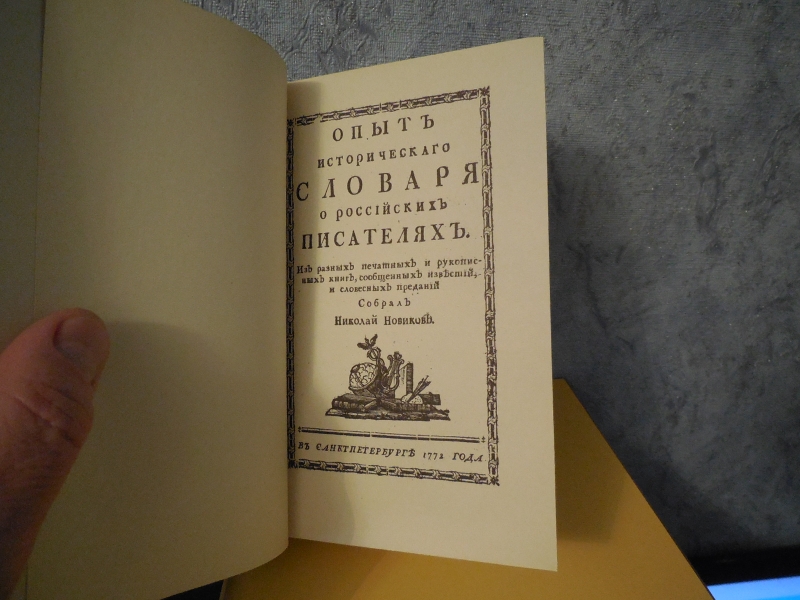 ОПЫТЪ
ИСТОРИЧЕСКАГО
СЛОВАРЯ
О РОССІЙСКИХЪ
ПИСАТЕЛЯХЪ.
Изъ разныхъ печатныхъ и рукопис-
ныхъ книгъ, сообщенныхъ извѣстій,
и словесныхъ преданій
Собралъ
Николай Новиковъ.
ВЪ САНКТПЕТЕРБУРГѢ 1772 ГОДА